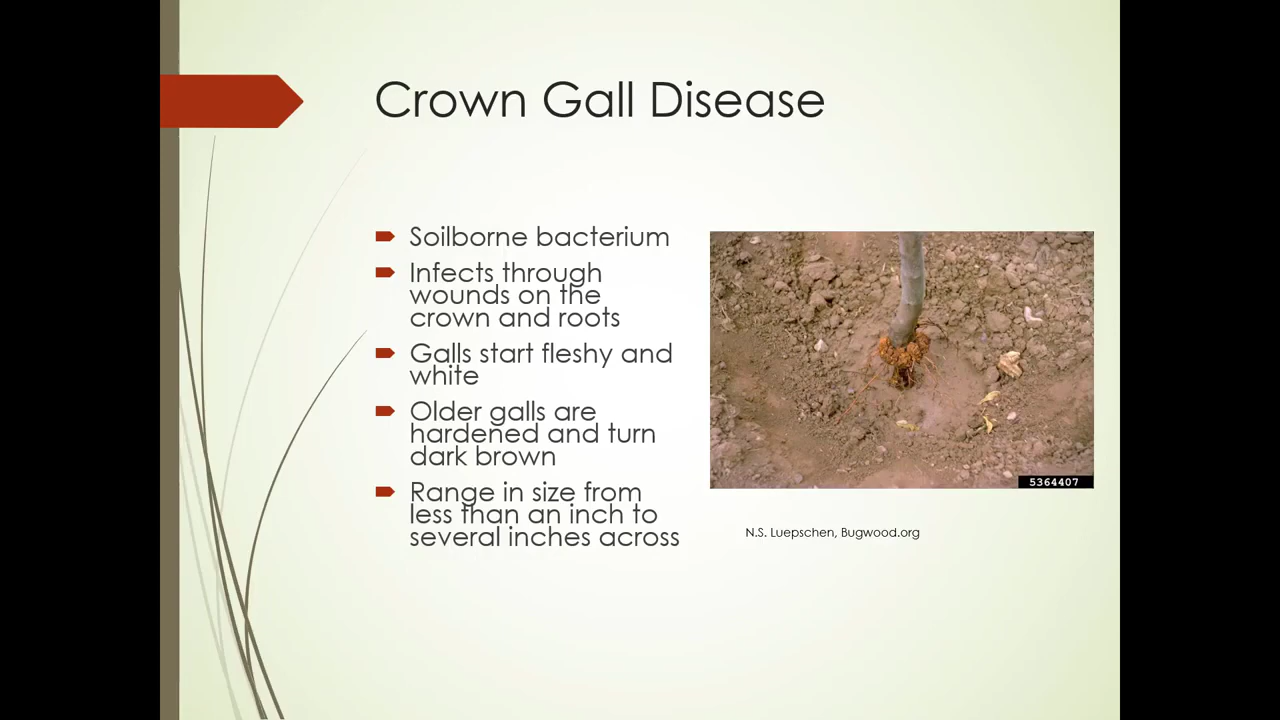 Crown Gall Disease
Soilborne bacterium
Infects through
wounds on the
crown and roots
Galls start fleshy and
white
Older galls are
hardened and turn
dark brown
Range in size from
less than an inch to
several inches across
5364407
N.S. Luepschen, Bugwood.org